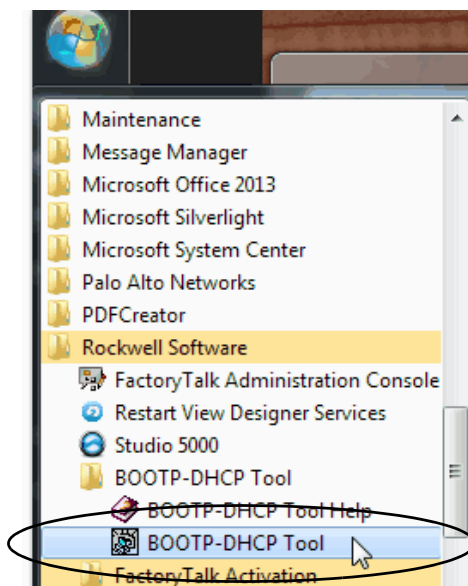 Maintenance
Message Manager
Microsoft Office 2013
Microsoft Silverlight
Microsoft System Center
Palo Alto Networks
PDFCreator
Rockwell Software
FactoryTalk Administration Console
Restart View Designer Services
Studio 5000
BOOTP-DHCP Tool
BOOTP-DHCP Tool Help
BOOTP-DHCP Tool
FactoryTalk Activation